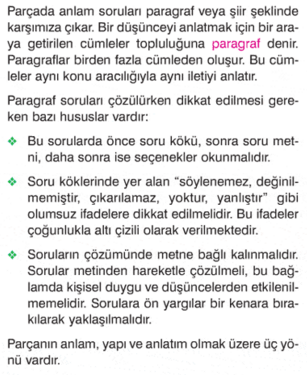 Parçada anlam soruları paragraf veya şiir şeklinde
karşımıza çıkar. Bir düşünceyi anlatmak için bir ara-
ya getirilen cümleler topluluğuna paragraf denir.
Paragraflar birden fazla cümleden oluşur. Bu cüm-
leler aynı konu aracılığıyla aynı iletiyi anlatır.
Paragraf soruları çözülürken dikkat edilmesi gere-
ken bazı hususlar vardır:
❖ Bu sorularda önce soru kökü, sonra soru met-
ni, daha sonra ise seçenekler okunmalıdır.
❖ Soru köklerinde yer alan “söylenemez, değinil-
memiştir, çıkarılamaz, yoktur, yanlıştır” gibi
olumsuz ifadelere dikkat edilmelidir. Bu ifadeler
çoğunlukla altı çizili olarak verilmektedir.
❖ Soruların çözümünde metne bağlı kalınmalıdır.
Sorular metinden hareketle çözülmeli, bu bağ-
lamda kişisel duygu ve düşüncelerden etkilenil-
memelidir. Sorulara ön yargılar bir kenara bıra-
kılarak yaklaşılmalıdır.
Parçanın anlam, yapı ve anlatım olmak üzere üç yö-
nü vardır.